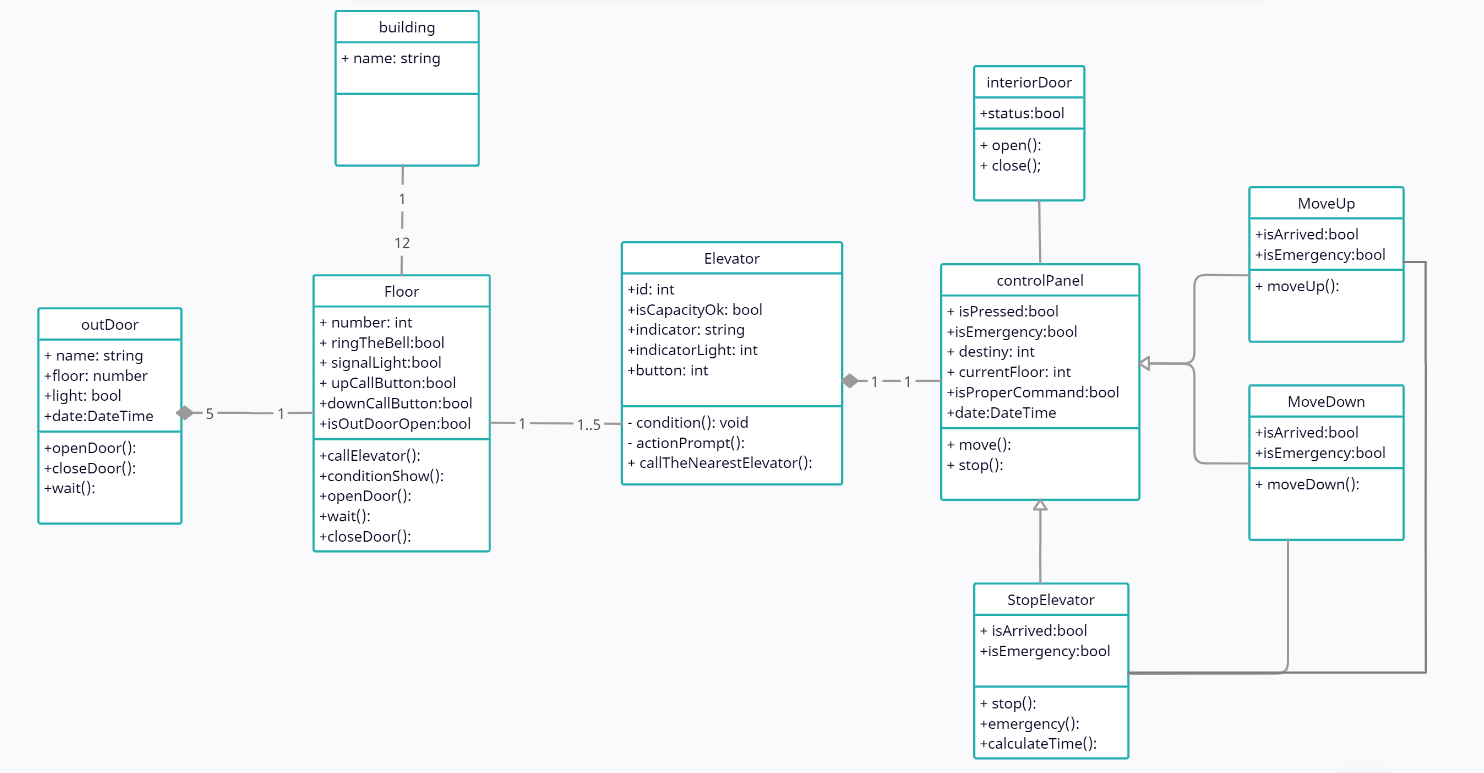 building
+ name: string
1
12
interiorDoor
+status:bool
+ open():
+ close();
MoveUp
+isArrived:bool
+isEmergency:bool
+ moveUp():
Elevator
+id: int
+isCapacityOk: bool
+indicator: string
+indicatorLight: int
+button: int
- condition(): void
- actionPrompt():
+ callTheNearestElevator():
controlPanel
+ isPressed:bool
+isEmergency:bool
+ destiny: int
+ currentFloor: int
+isProperCommand:bool
+date:DateTime
+ move():
+ stop():
1
1
Floor
+ number: int
+ ringTheBell:bool
+ signalLight:bool
+ upCallButton:bool
+downCallButton:bool
+isOutDoorOpen:bool
+callElevator():
+conditionShow():
+openDoor():
+wait():
+closeDoor():
1
1..5
outDoor
+ name: string
+floor: number
+light: bool
+date:DateTime
+openDoor():
+closeDoor():
+wait():
5
1
MoveDown
+isArrived:bool
+isEmergency:bool
+ moveDown():
StopElevator
+ isArrived:bool
+isEmergency:bool
+ stop():
+emergency():
+calculateTime():